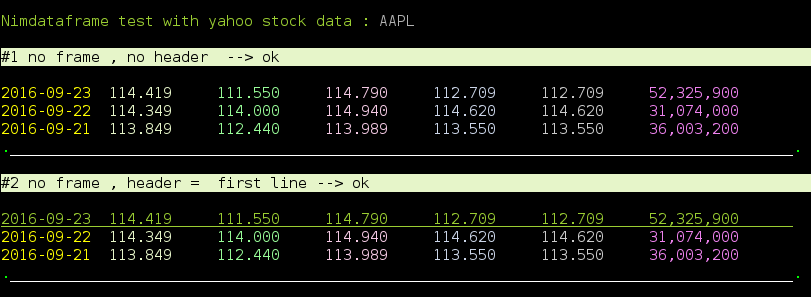 Nimdataframe test with yahoo stock data : AAPL
#1 no frame , no header  --> ok
2016-09-23  114.419     111.550     114.790     112.709     112.709     52,325,900
2016-09-22  114.349     114.000     114.940     114.620     114.620     31,074,000
2016-09-21  113.849     112.440     113.989     113.550     113.550     36,003,200
#2 no frame , header =  first line --> ok
2016-09-23  114.419     111.550     114.790     112.709     112.709     52,325,900
2016-09-22  114.349     114.000     114.940     114.620     114.620     31,074,000
2016-09-21  113.849     112.440     113.989     113.550     113.550     36,003,200